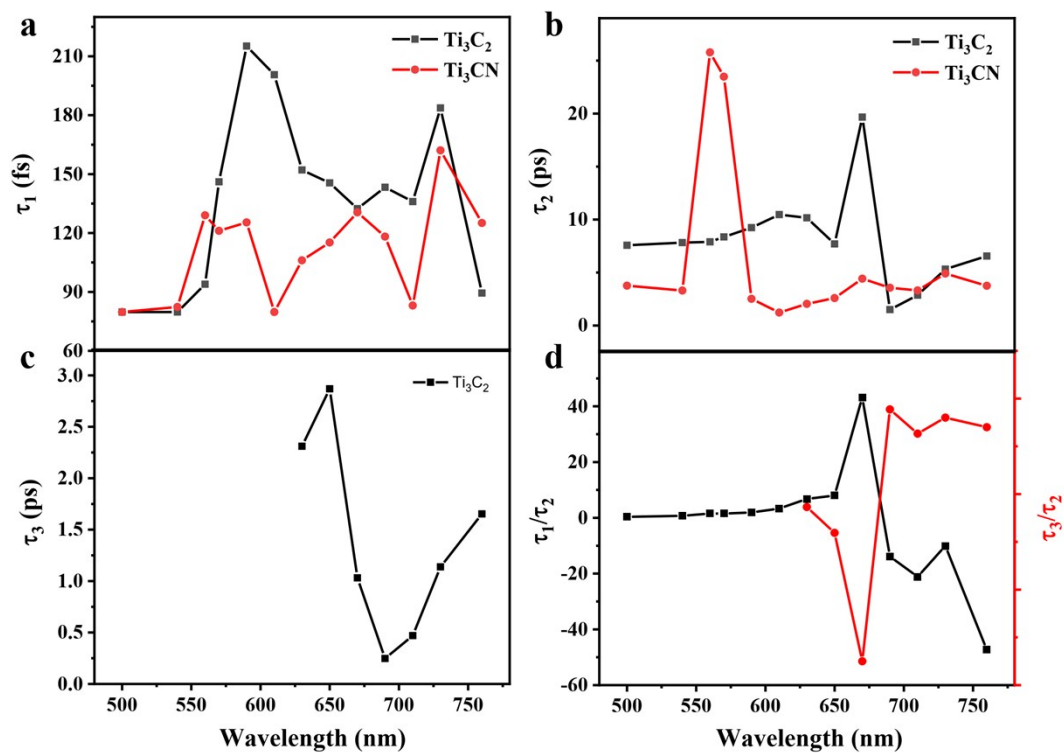 a
Ti₃C₂
Ti₃CN
210
180
150
120
90
60
τ₁ (fs)
b
Ti₃C₂
Ti₃CN
20
10
0
τ₂ (ps)
c
Ti₃C₂
3.0
2.5
2.0
1.5
1.0
0.5
0.0
τ₃ (ps)
500 550 600 650 700 750
Wavelength (nm)
d
40
20
0
-20
-40
-60
τ₁/τ₂
τ₃/τ₂
500 550 600 650 700 750
Wavelength (nm)